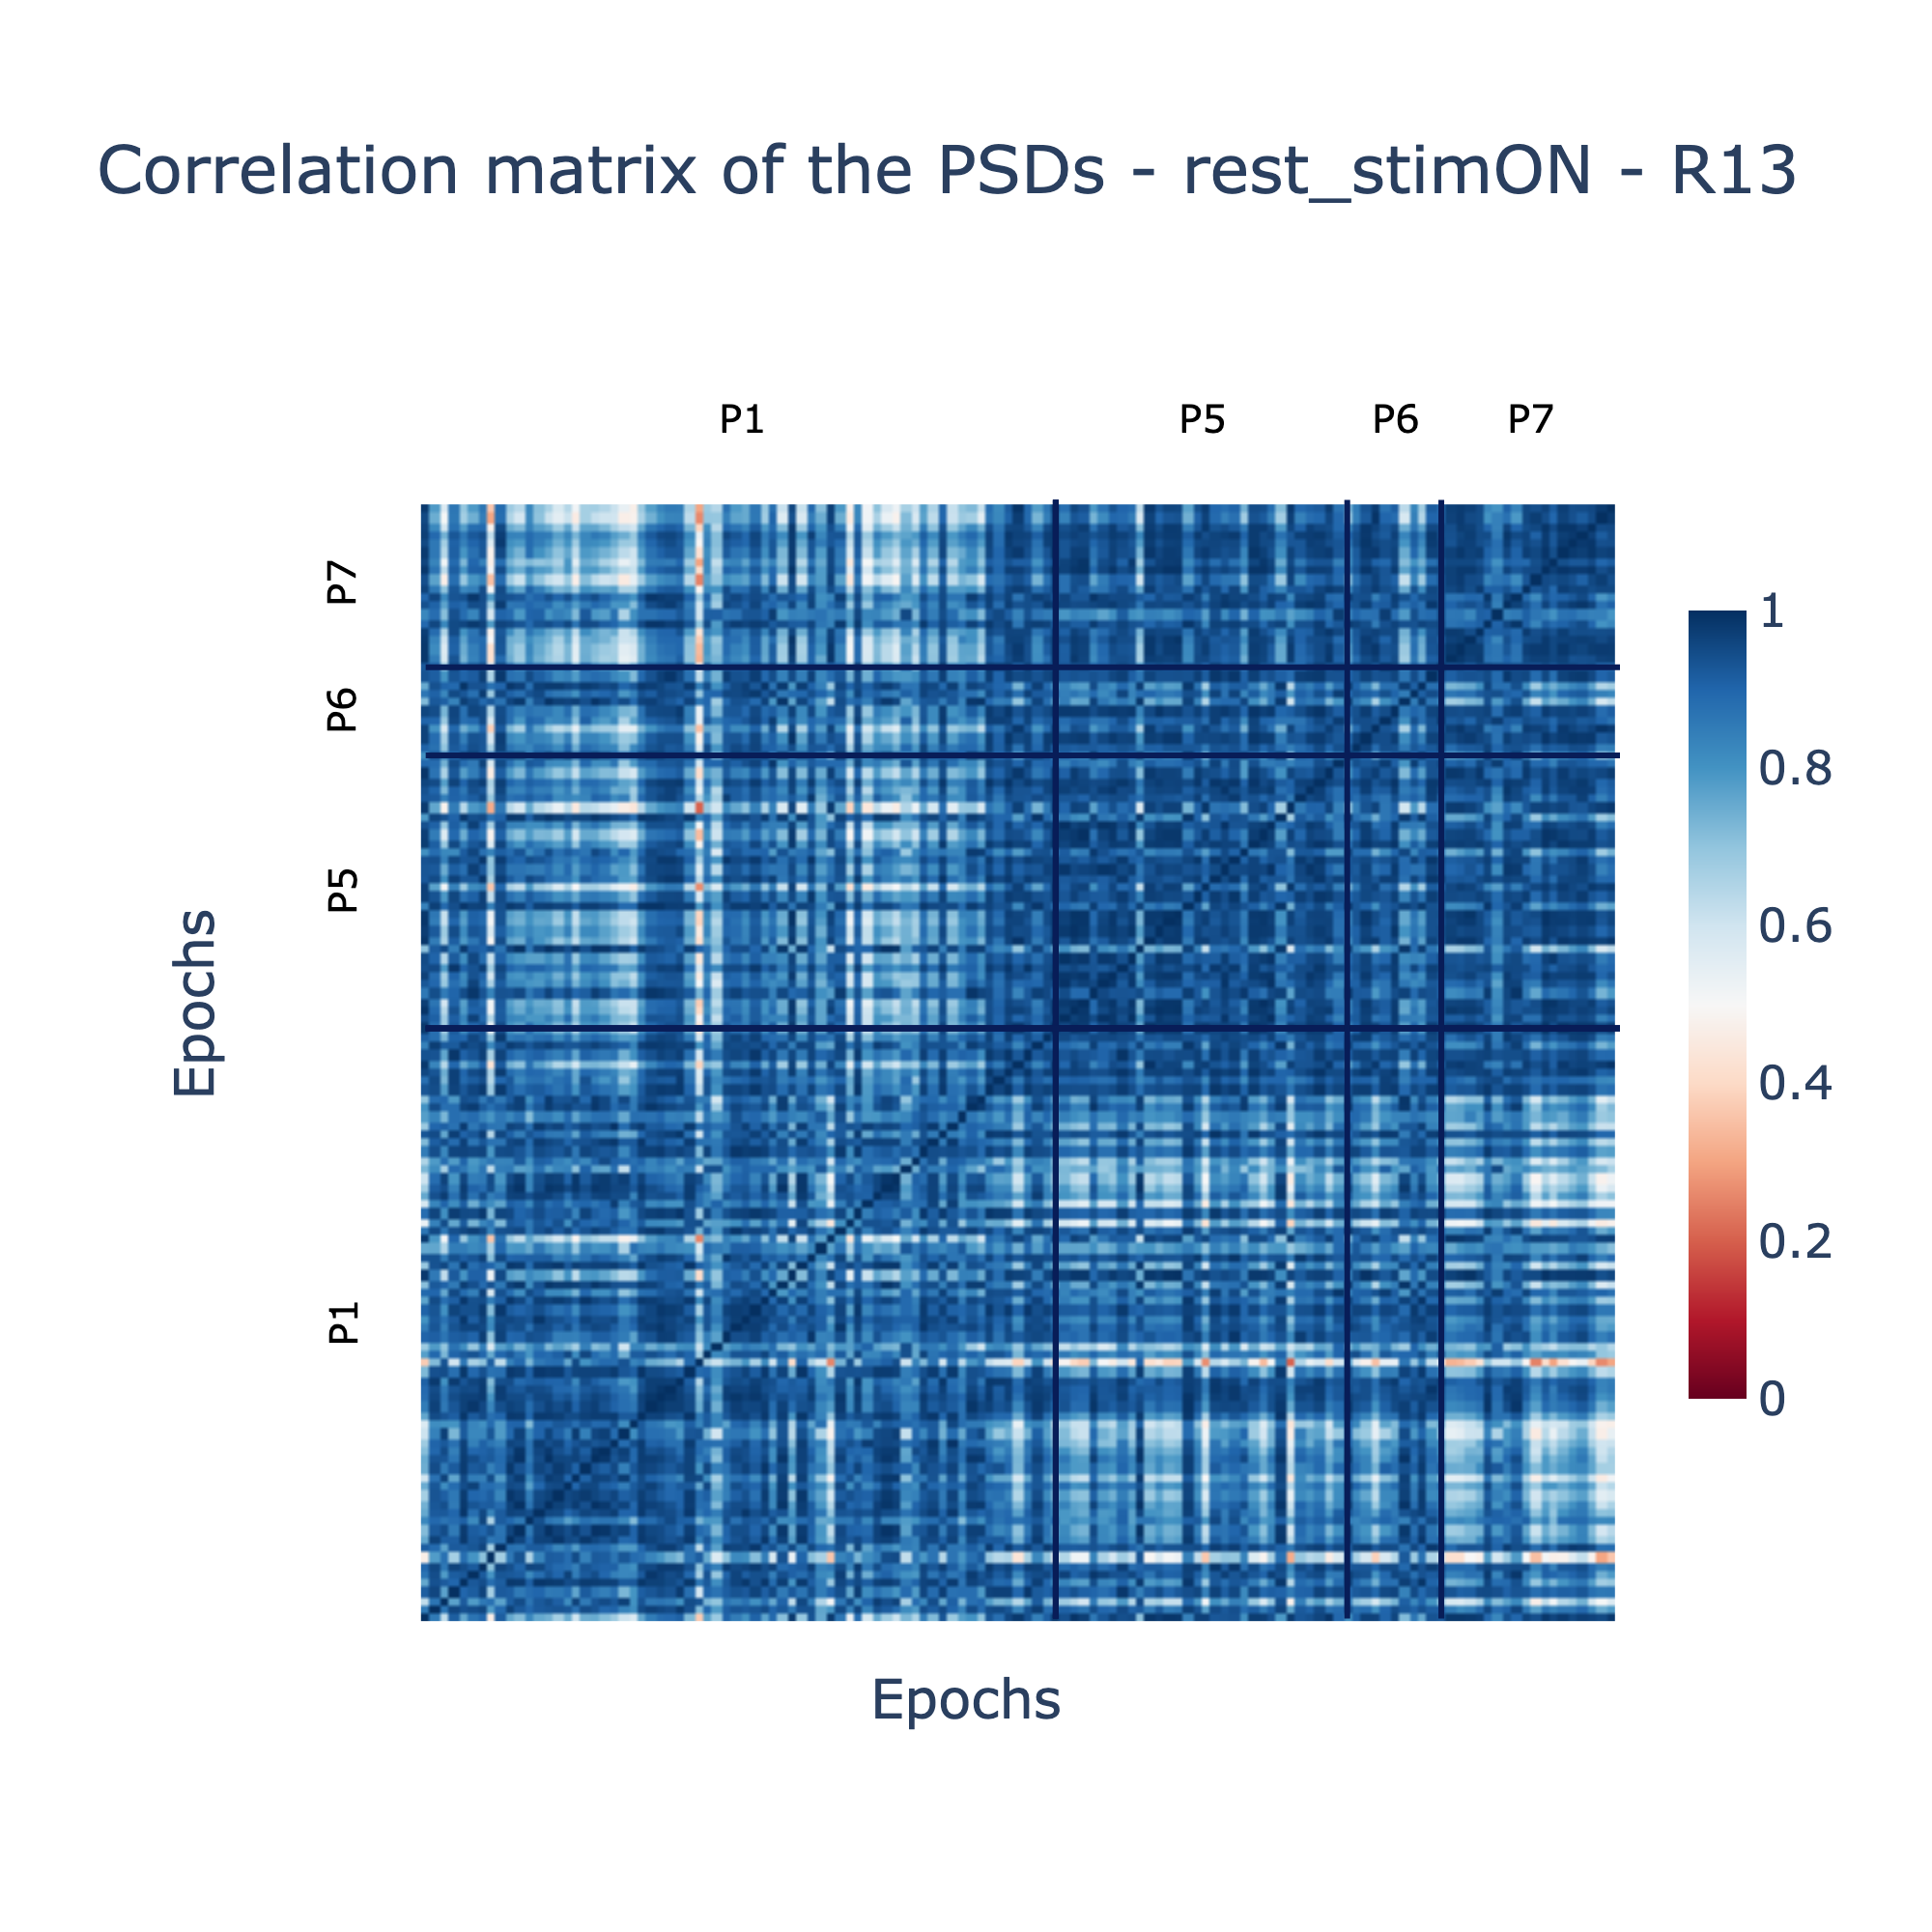 Correlation matrix of the PSDs - rest_stimON - R13
P1 P5 P6 P7
P7
P6
P5
P1
Epochs
Epochs
1
0.8
0.6
0.4
0.2
0